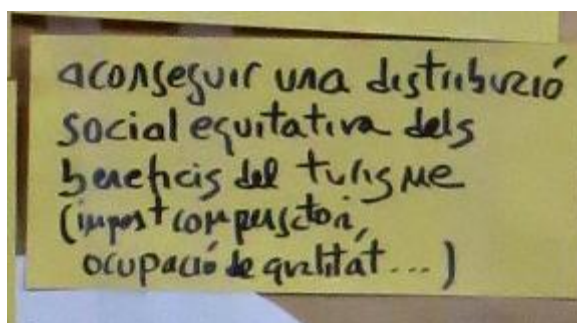 aconseguir una distribució
social equitativa dels
beneficis del turisme
(impost compensatori,
ocupació de qualitat...)